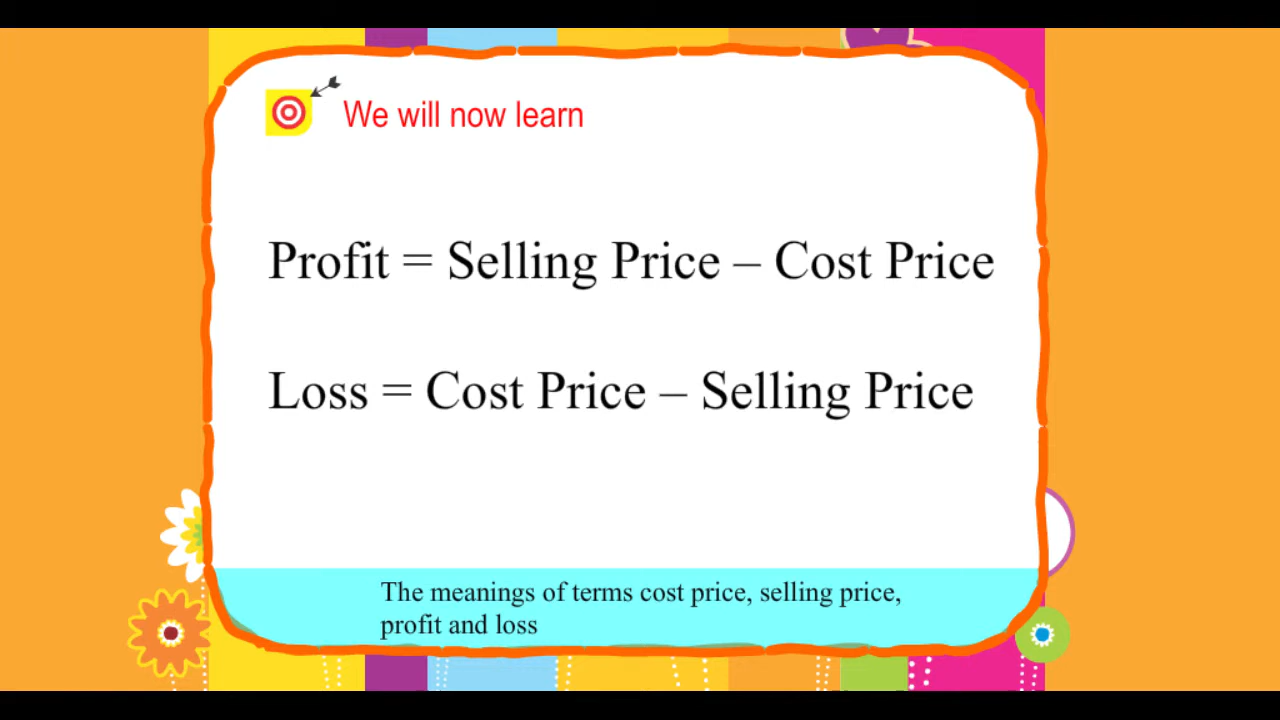 We will now learn
Profit = Selling Price – Cost Price
Loss = Cost Price – Selling Price
The meanings of terms cost price, selling price,
profit and loss